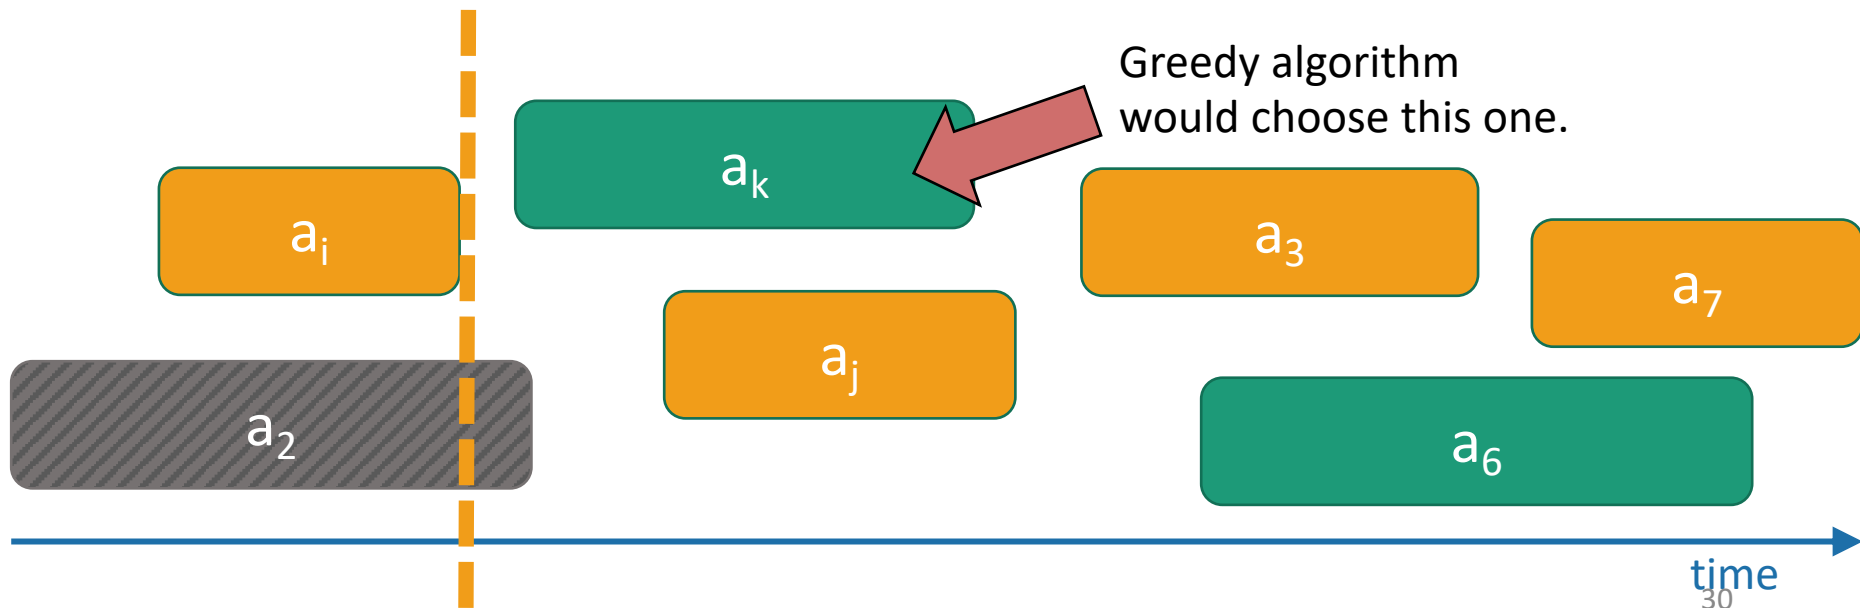 Greedy algorithm
would choose this one.
aₖ
aᵢ
a₃
a₇
aⱼ
a₂
a₆
time
30